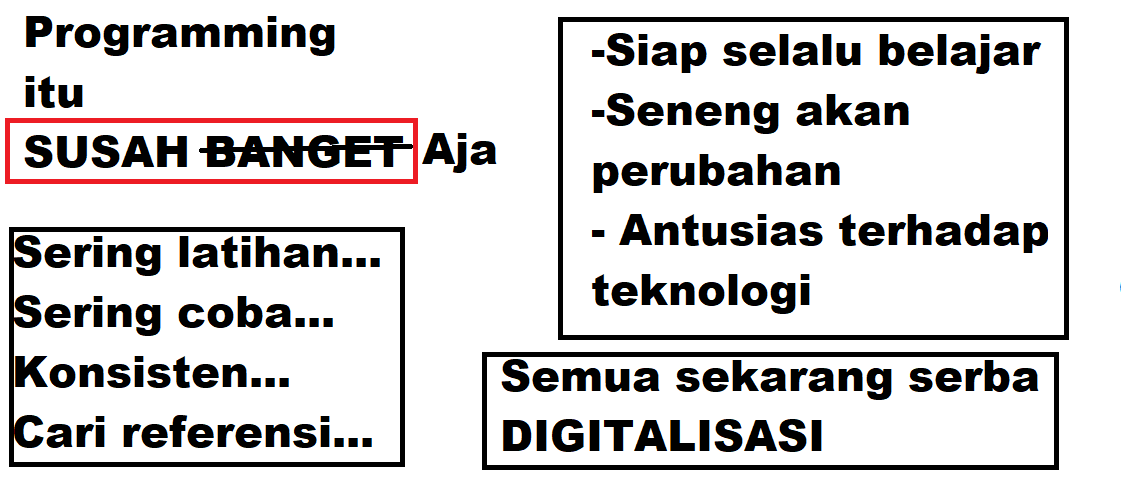 Programming
itu
SUSAH BANGET Aja
Sering latihan...
Sering coba...
Konsisten...
Cari referensi...
-Siap selalu belajar
-Seneng akan
perubahan
- Antusias terhadap
teknologi
Semua sekarang serba
DIGITALISASI